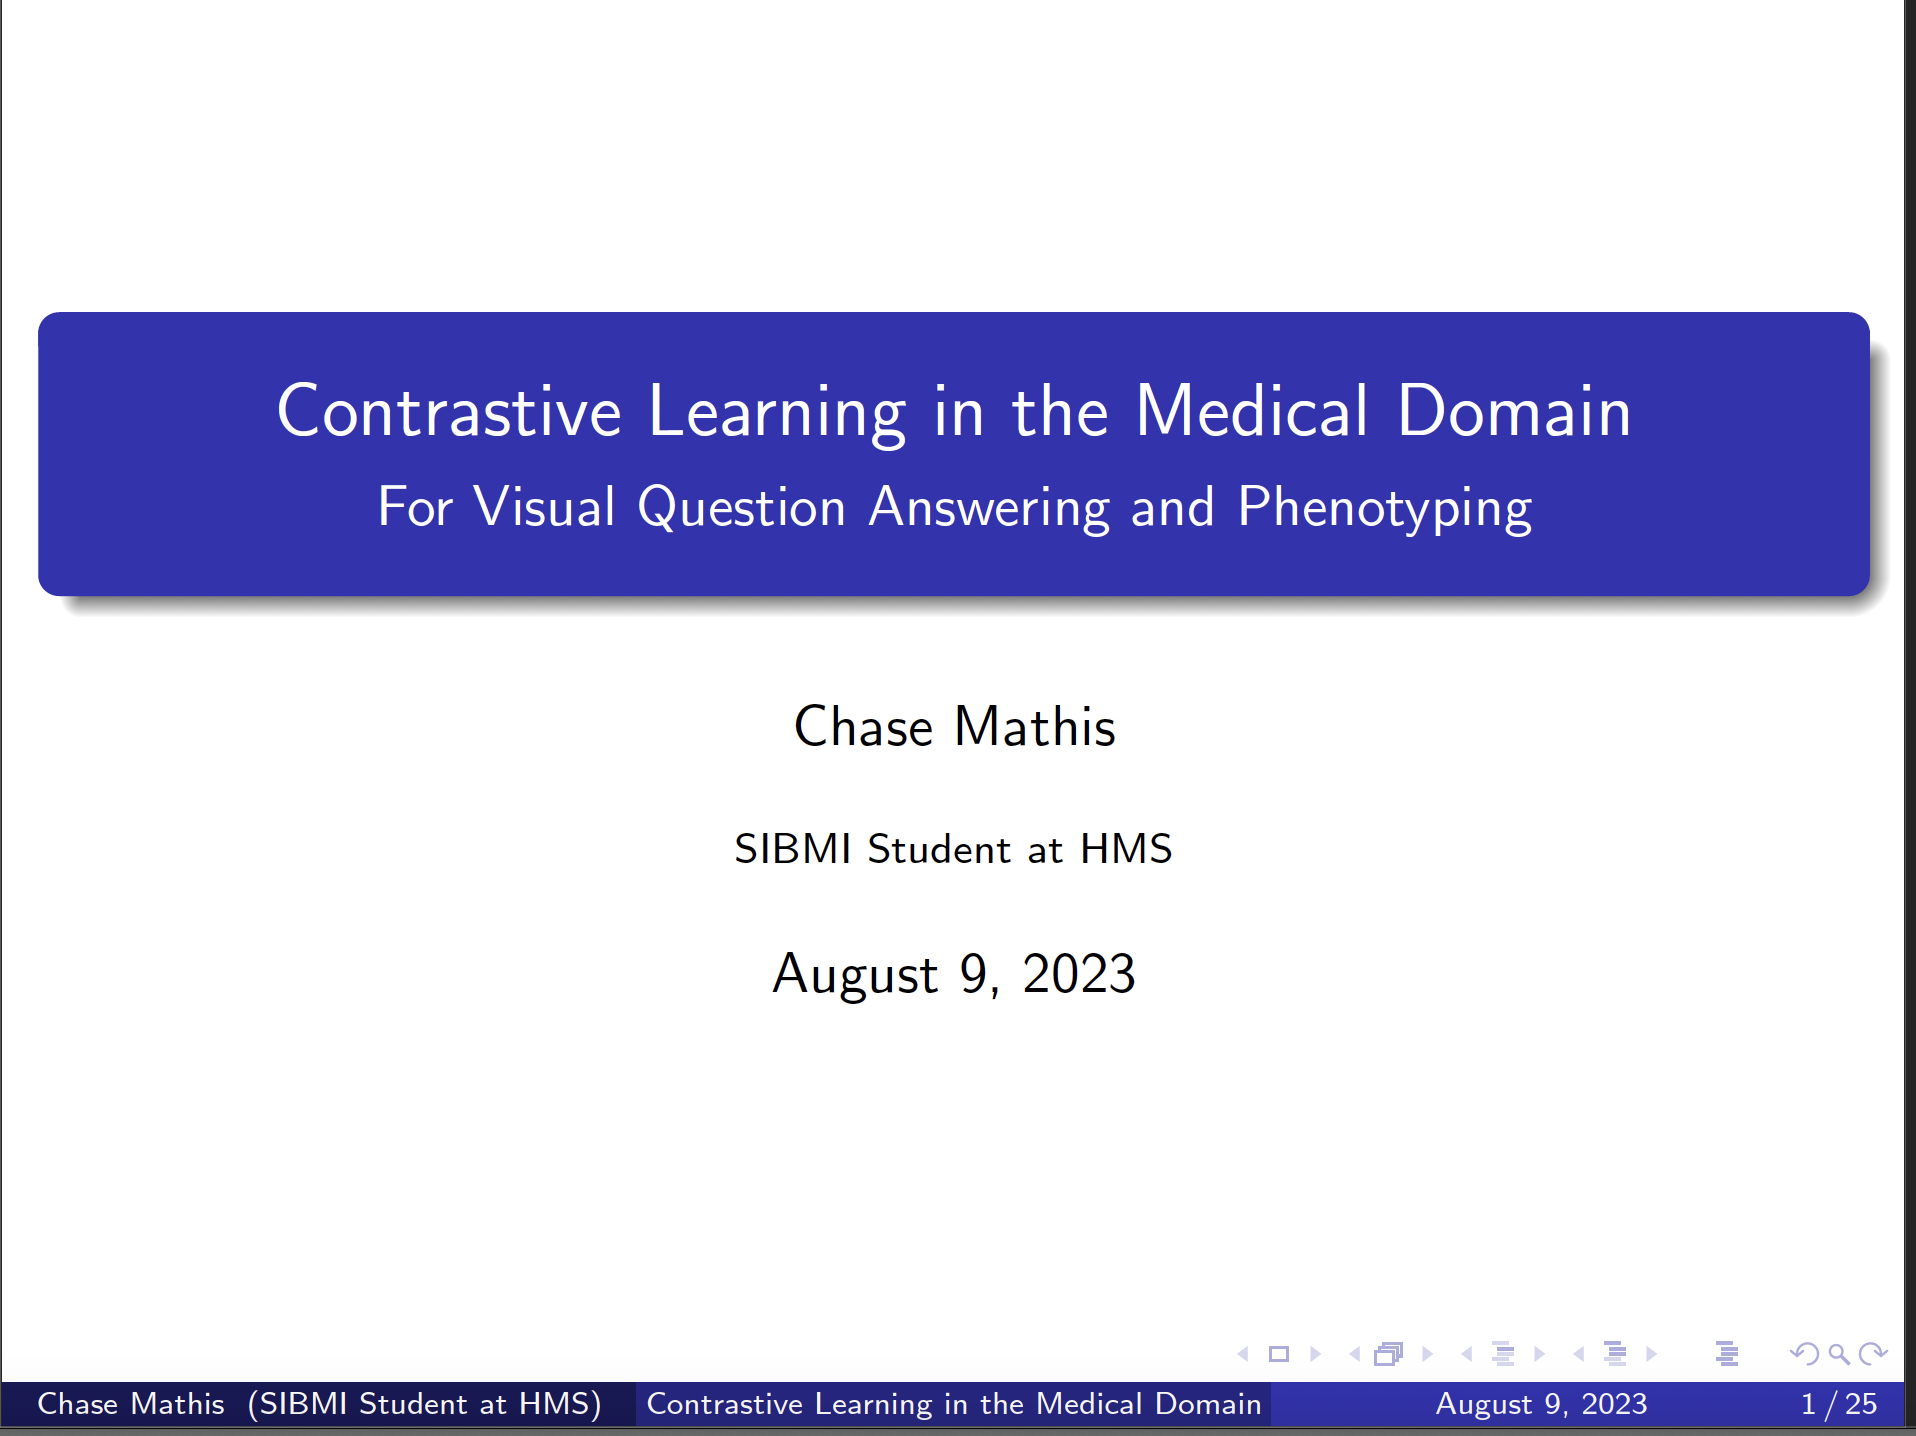 Contrastive Learning in the Medical Domain
For Visual Question Answering and Phenotyping
Chase Mathis
SIBMI Student at HMS
August 9, 2023
Chase Mathis (SIBMI Student at HMS) Contrastive Learning in the Medical Domain August 9, 2023 1 / 25